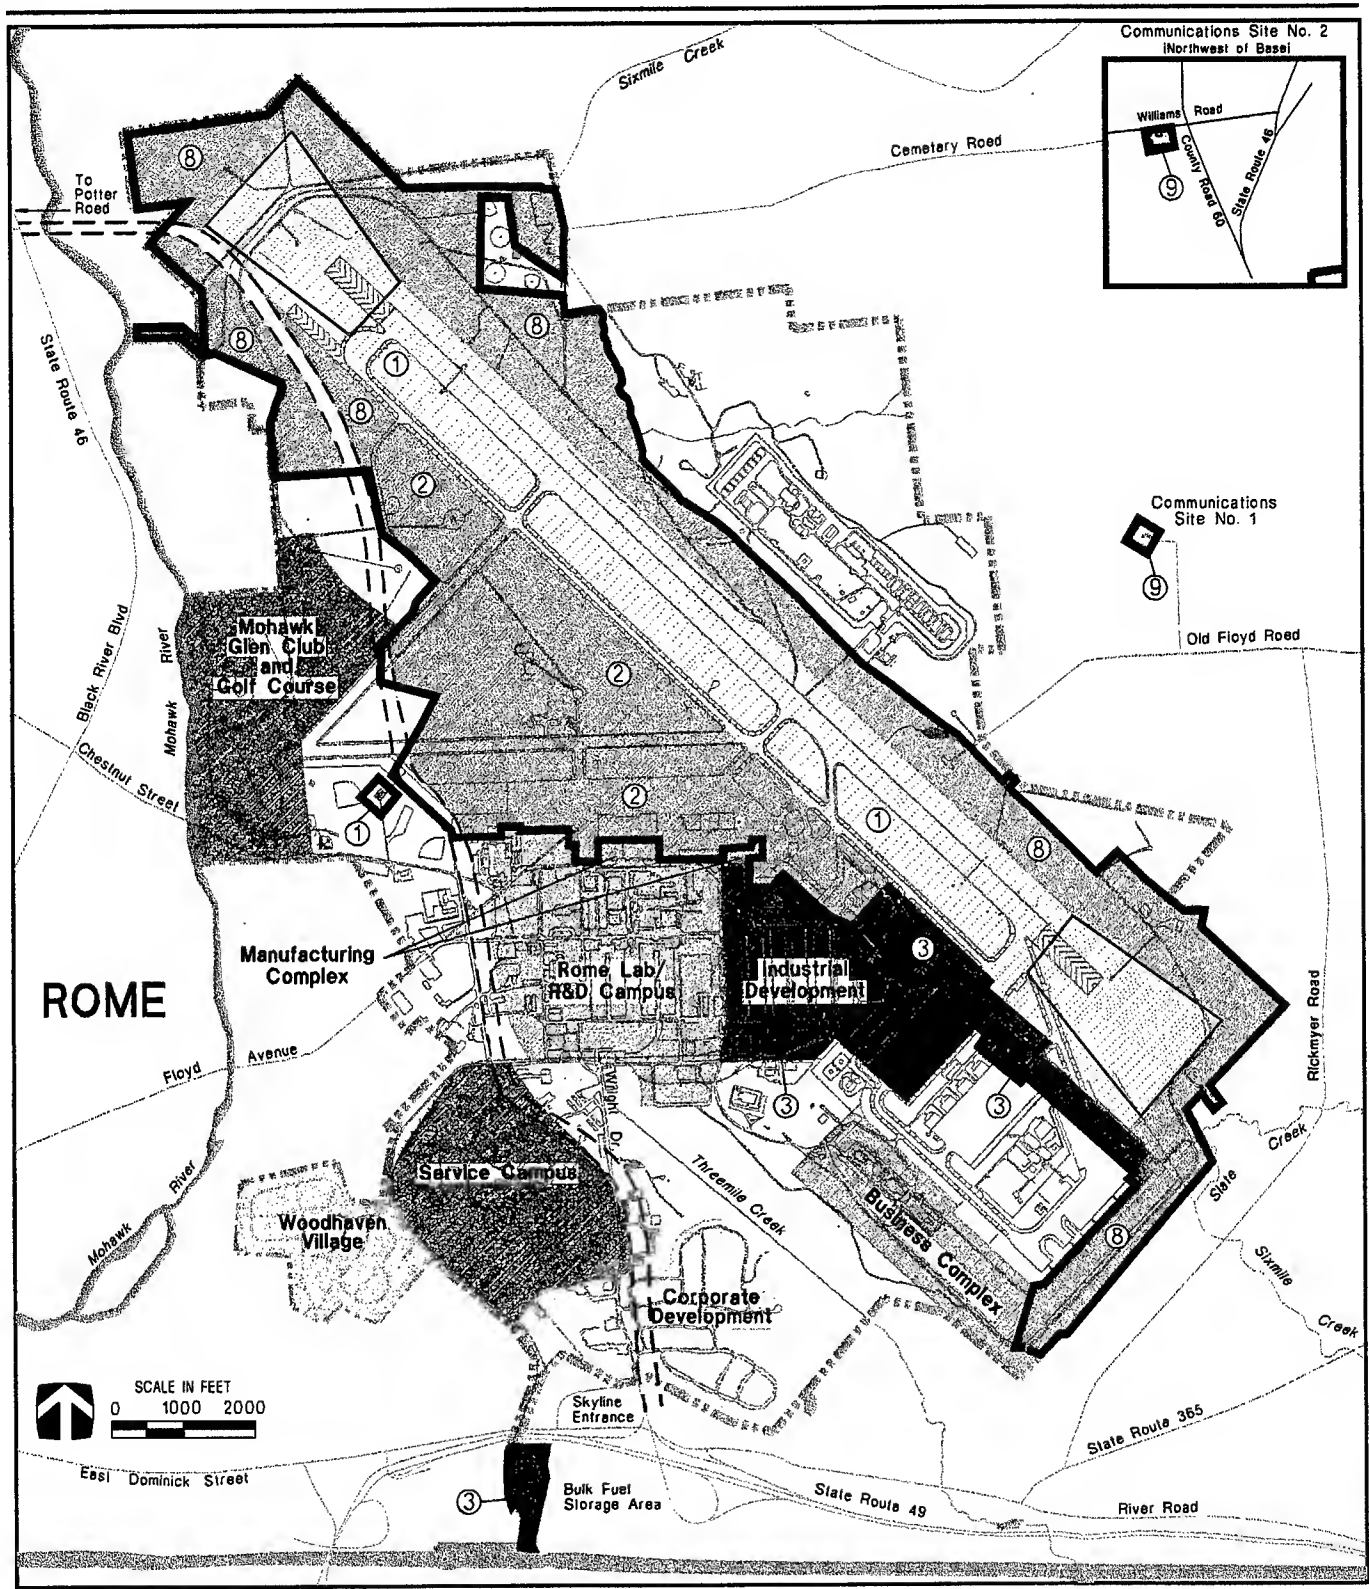 Communications Site No. 2
(Northwest of Base)
Williams Road
County Road 60
State Route 46
9
Sixmile Creek
Cemetary Road
8
To
Potter
Road
8
8
1
8
2
State Route 46
Communications
Site No. 1
9
Old Floyd Road
Black River Blvd
Mohawk River
Mohawk
Glen Club
and
Golf Course
2
Chestnut Street
2
1
1
8
Manufacturing
Complex
Rome Lab/
R&D Campus
Industrial
Development
3
ROME
Floyd Avenue
Rickmyer Road
Wright Dr.
3
3
Slate Creek
Service Campus
Threemile Creek
Business Complex
8
Mohawk River
Woodhaven
Village
Sixmile Creek
Corporate
Development
SCALE IN FEET
0 1000 2000
Skyline
Entrance
State Route 365
East Dominick Street
3
Bulk Fuel
Storage Area
State Route 49
River Road